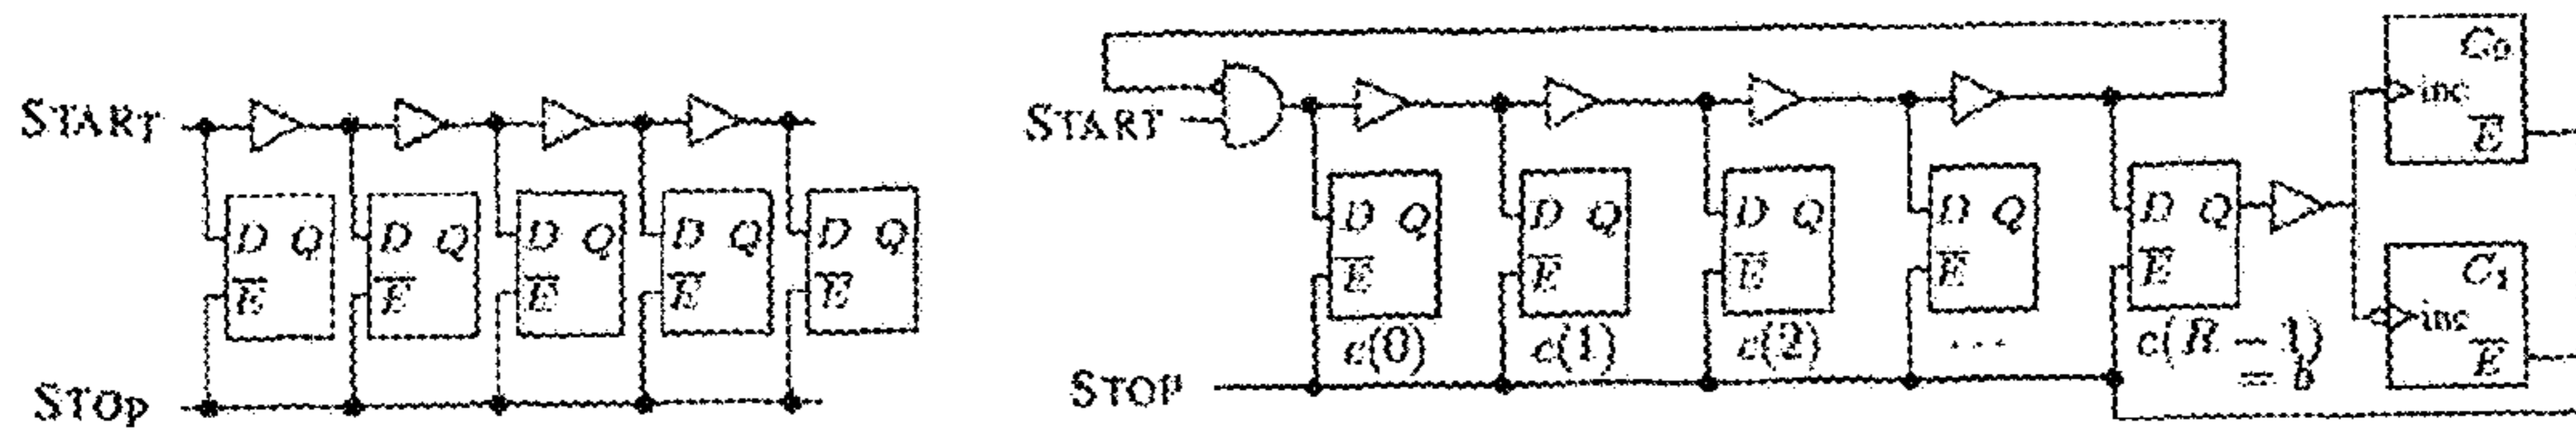 START
D Q D Q D Q D Q D Q
E E E E E
STOP
START
D Q D Q D Q D Q D Q
E E E E E
c(0) c(1) c(2) ... c(R − 1)
= b
STOP
C₀
inc
E
C₁
inc
E